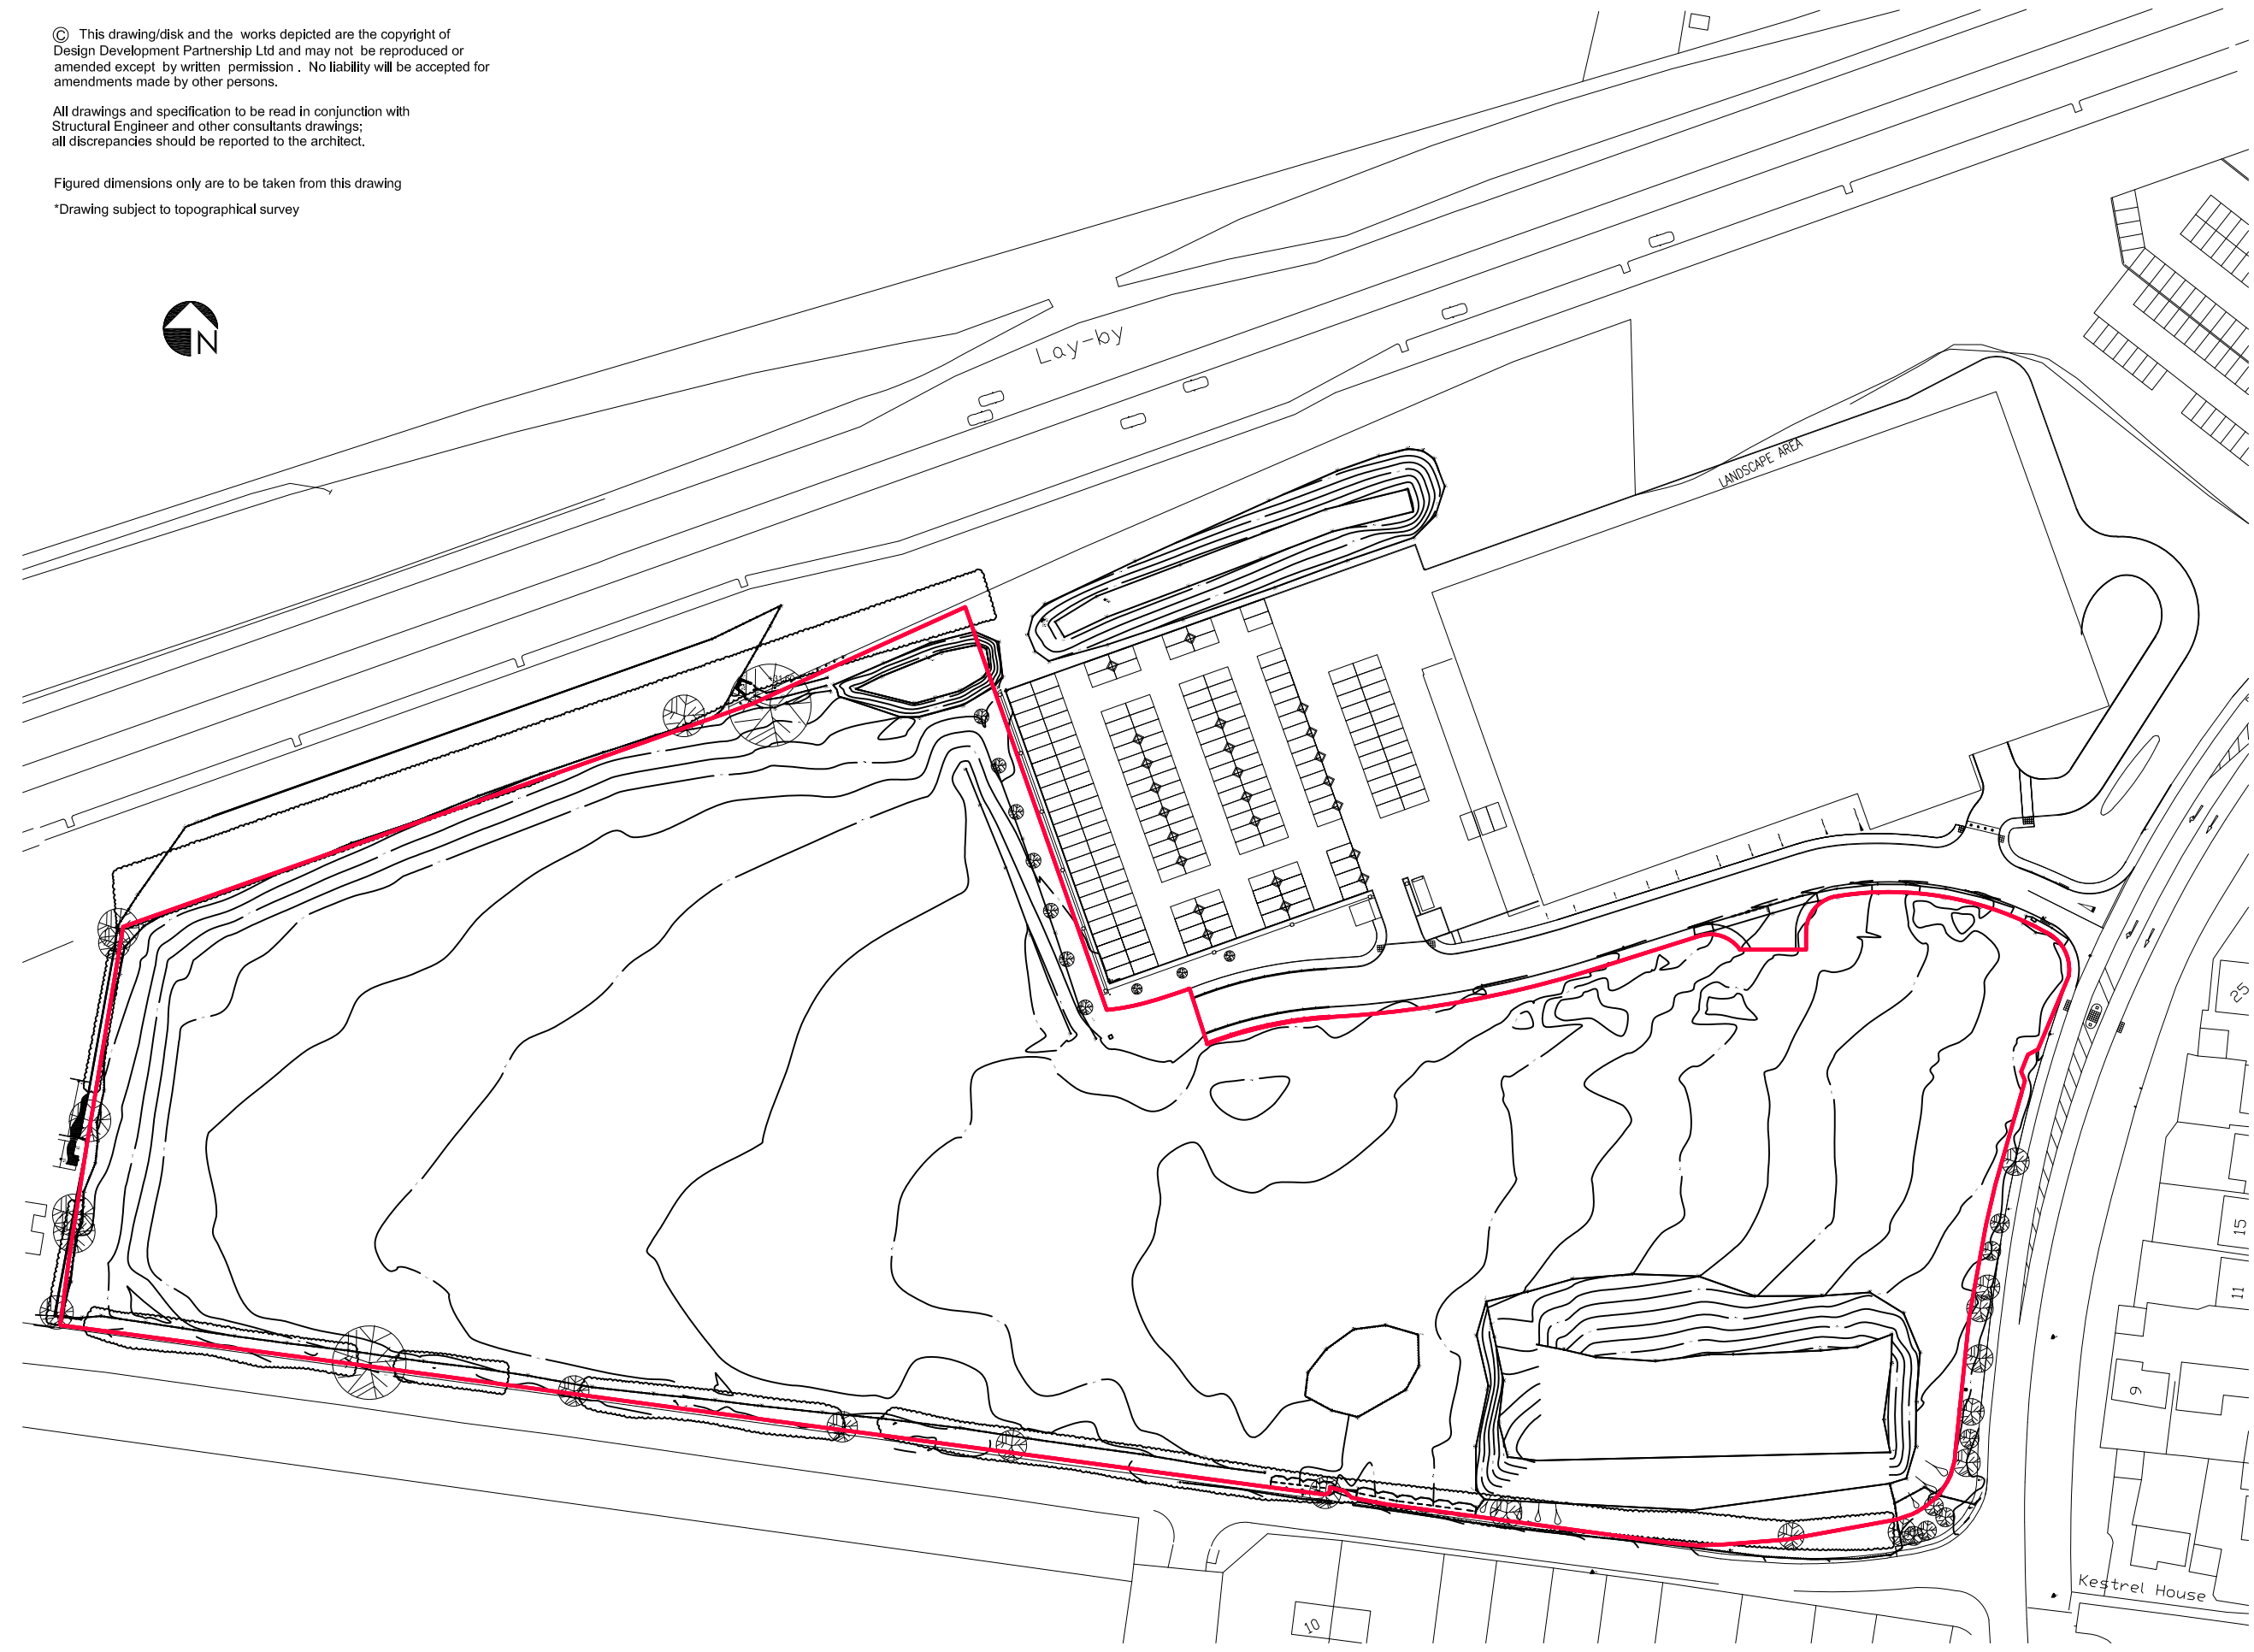 © This drawing/disk and the works depicted are the copyright of
Design Development Partnership Ltd and may not be reproduced or
amended except by written permission . No liability will be accepted for
amendments made by other persons.
All drawings and specification to be read in conjunction with
Structural Engineer and other consultants drawings;
all discrepancies should be reported to the architect.
Figured dimensions only are to be taken from this drawing
*Drawing subject to topographical survey
N
Lay-by
LANDSCAPE AREA
25
15
11
9
Kestrel House
10